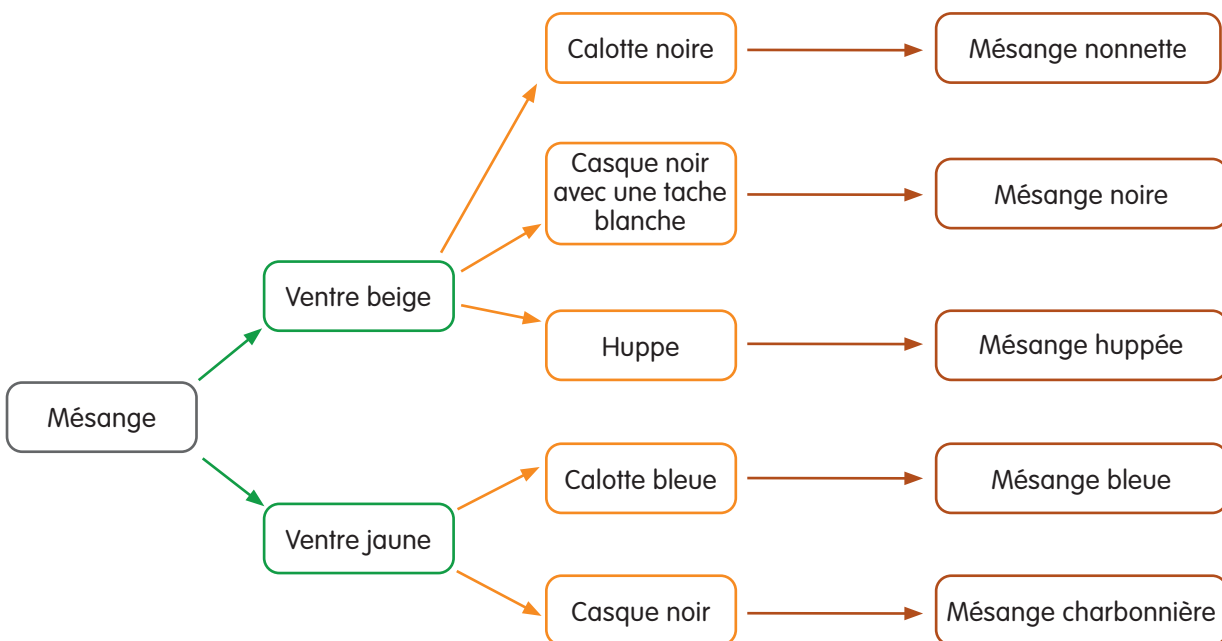 Mésange
Ventre beige
Calotte noire
Mésange nonnette
Casque noir
avec une tache
blanche
Mésange noire
Huppe
Mésange huppée
Ventre jaune
Calotte bleue
Mésange bleue
Casque noir
Mésange charbonnière